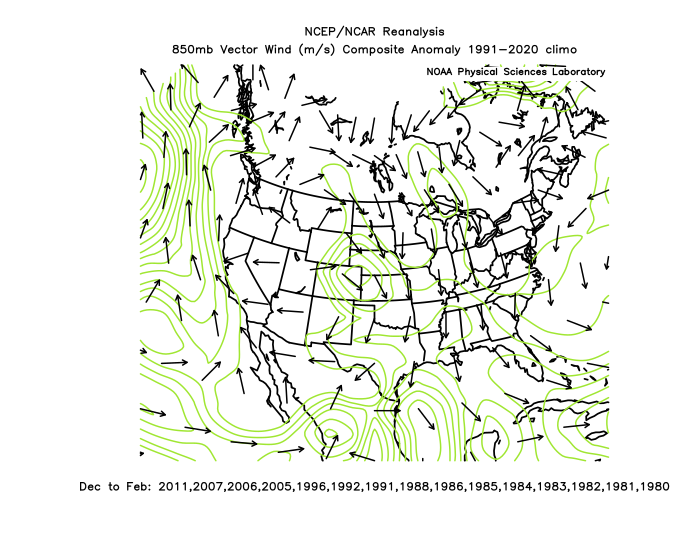 NCEP/NCAR Reanalysis
850mb Vector Wind (m/s) Composite Anomaly 1991-2020 climo
NOAA Physical Sciences Laboratory
Dec to Feb: 2011,2007,2006,2005,1996,1992,1991,1988,1986,1985,1984,1983,1982,1981,1980